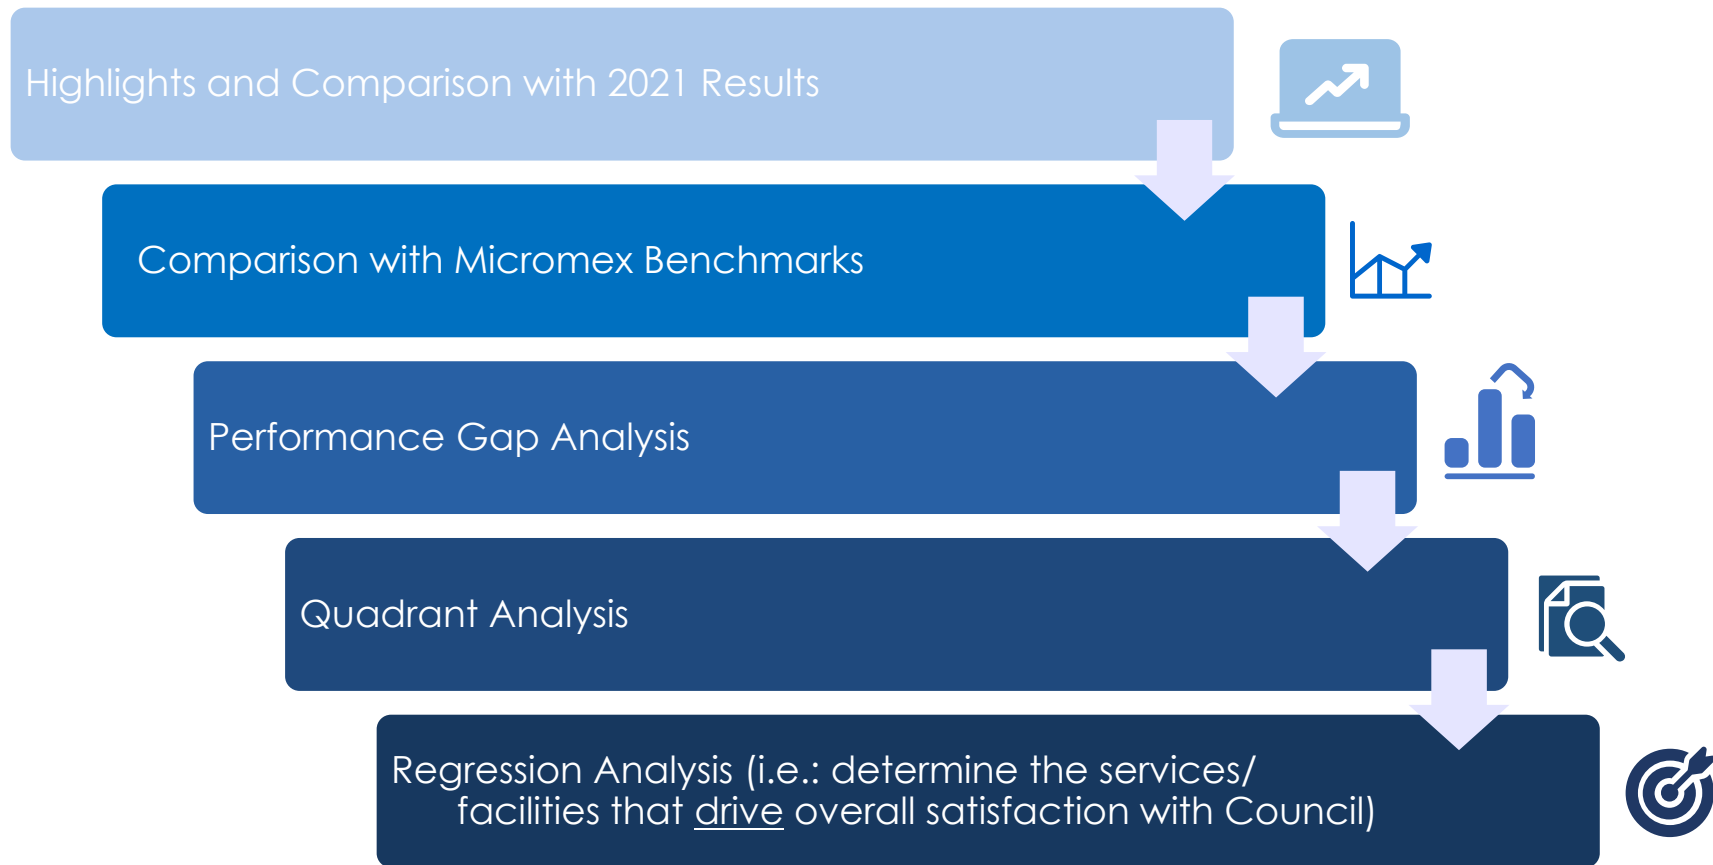 Highlights and Comparison with 2021 Results
Comparison with Micromex Benchmarks
Performance Gap Analysis
Quadrant Analysis
Regression Analysis (i.e.: determine the services/
facilities that drive overall satisfaction with Council)